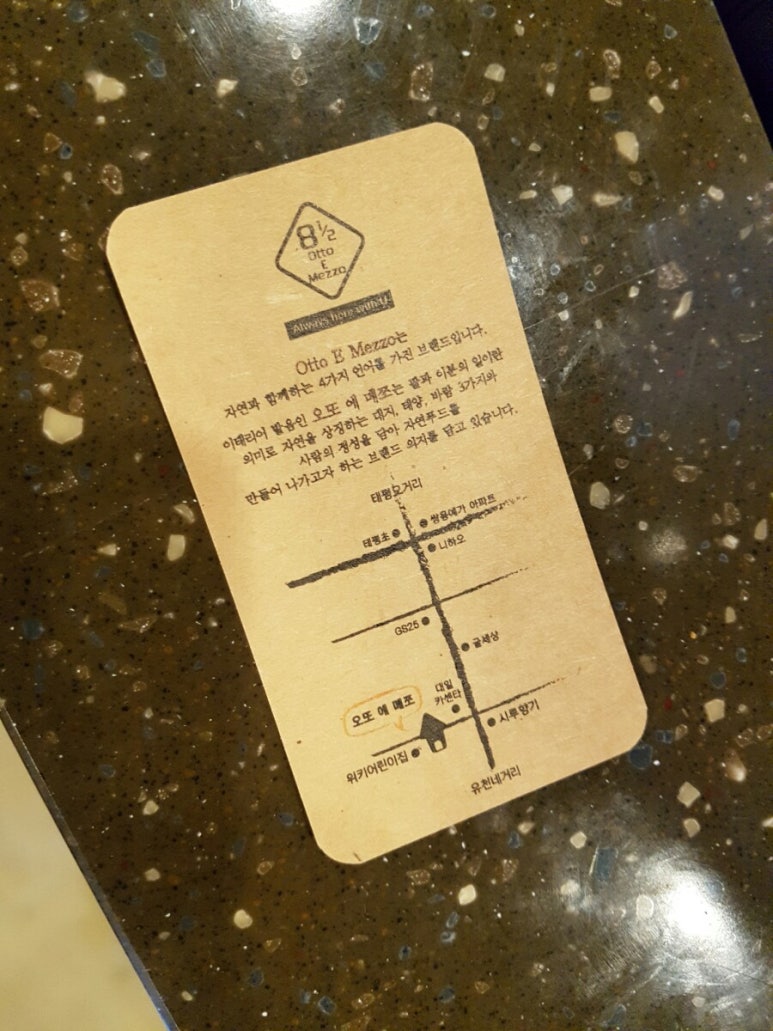 8½
Otto
E
Mezzo
Always here with U
Otto E Mezzo는
자연과 함께하는 4가지 언어를 가진 브랜드입니다.
이태리어 발음인 오또 에 메쪼는 팔과 이분의 일이란
의미로 자연을 상징하는 대지, 태양, 바람 3가지와
사람의 정성을 담아 자연푸드를
만들어 나가고자 하는 브랜드 의지를 담고 있습니다.
태평오거리
쌍용예가 아파트
태평초
니하오
GS25
글세상
대일
카센타
오또 에 메쪼
시루향기
위키어린이집
유천네거리